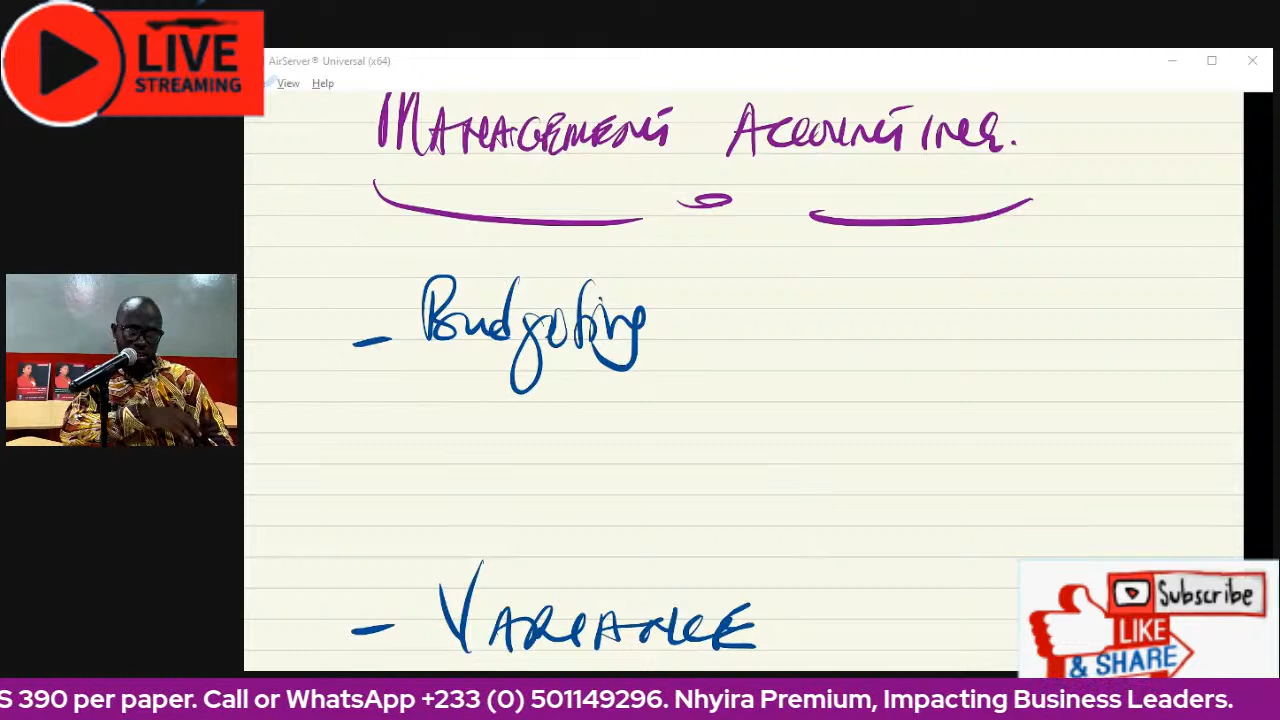 LIVE
STREAMING
AirServer® Universal (x64)
View Help
MANAGEMENT ACCOUNTING.
- Budgeting
- VARIANCE
Subscribe
LIKE
& SHARE
S 390 per paper. Call or WhatsApp +233 (0) 501149296. Nhyira Premium, Impacting Business Leaders.